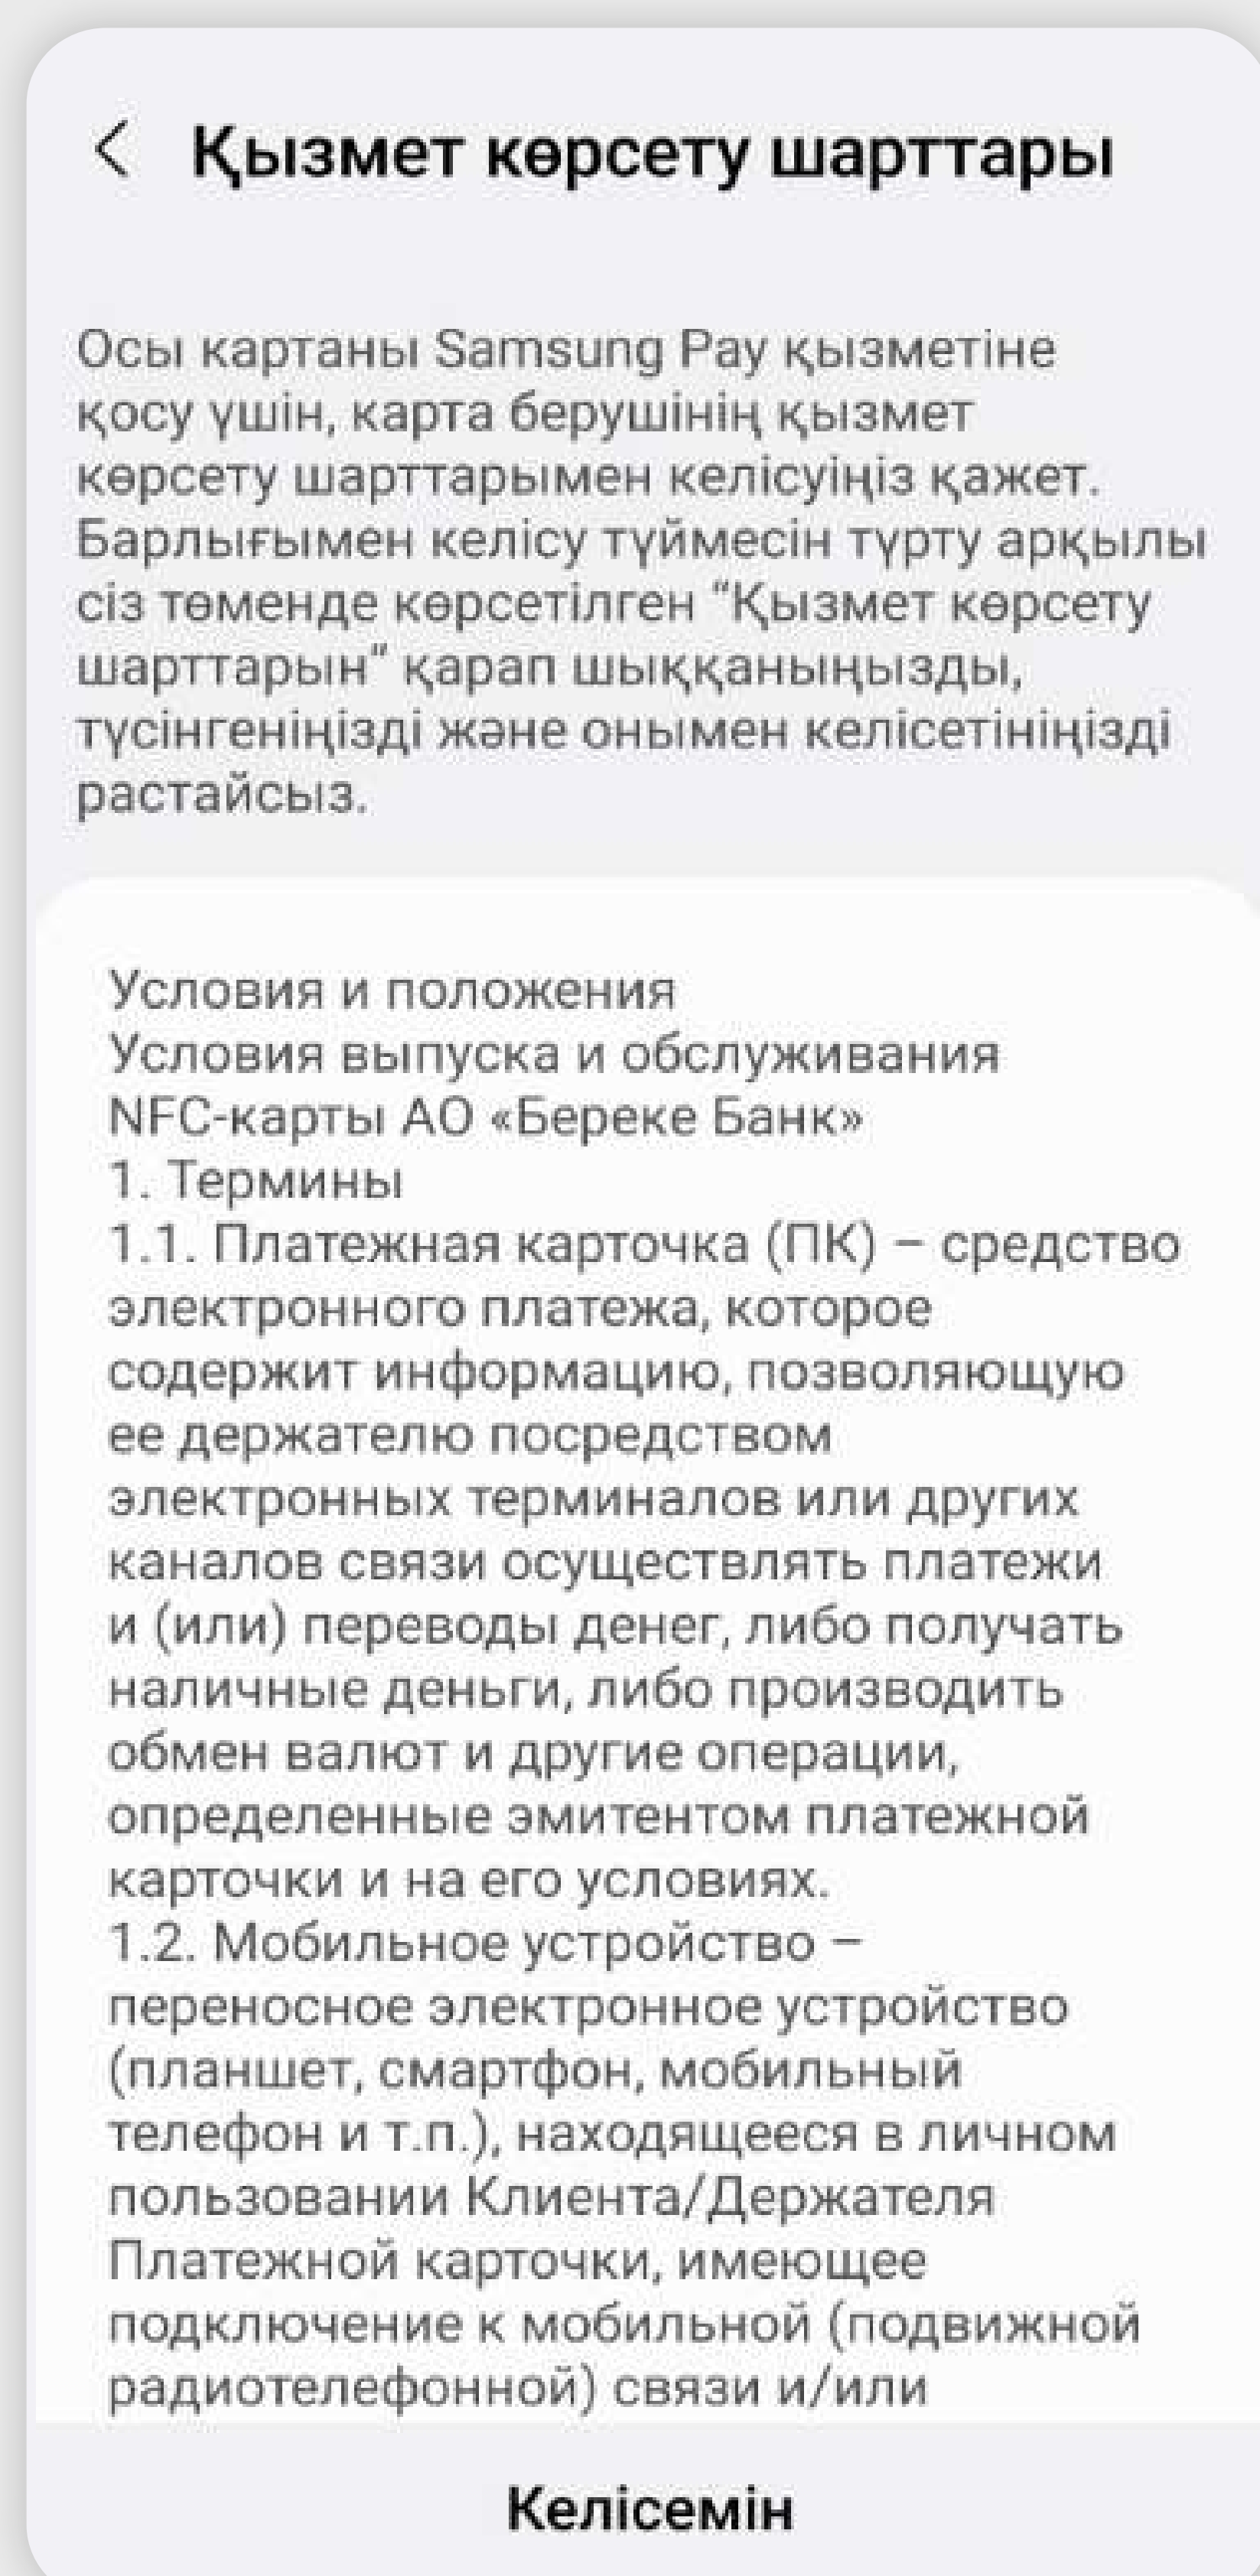 Қызмет көрсету шарттары
Осы картаны Samsung Pay қызметіне
қосу үшін, карта берушінің қызмет
көрсету шарттарымен келісуіңіз қажет.
Барлығымен келісу түймесін түрту арқылы
сіз төменде көрсетілген “Қызмет көрсету
шарттарын” қарап шыққаныңызды,
түсінгеніңізді және онымен келісетініңізді
растайсыз.
Условия и положения
Условия выпуска и обслуживания
NFC-карты АО «Береке Банк»
1. Термины
1.1. Платежная карточка (ПК) – средство
электронного платежа, которое
содержит информацию, позволяющую
ее держателю посредством
электронных терминалов или других
каналов связи осуществлять платежи
и (или) переводы денег, либо получать
наличные деньги, либо производить
обмен валют и другие операции,
определенные эмитентом платежной
карточки и на его условиях.
1.2. Мобильное устройство –
переносное электронное устройство
(планшет, смартфон, мобильный
телефон и т.п.), находящееся в личном
пользовании Клиента/Держателя
Платежной карточки, имеющее
подключение к мобильной (подвижной
радиотелефонной) связи и/или
Келісемін